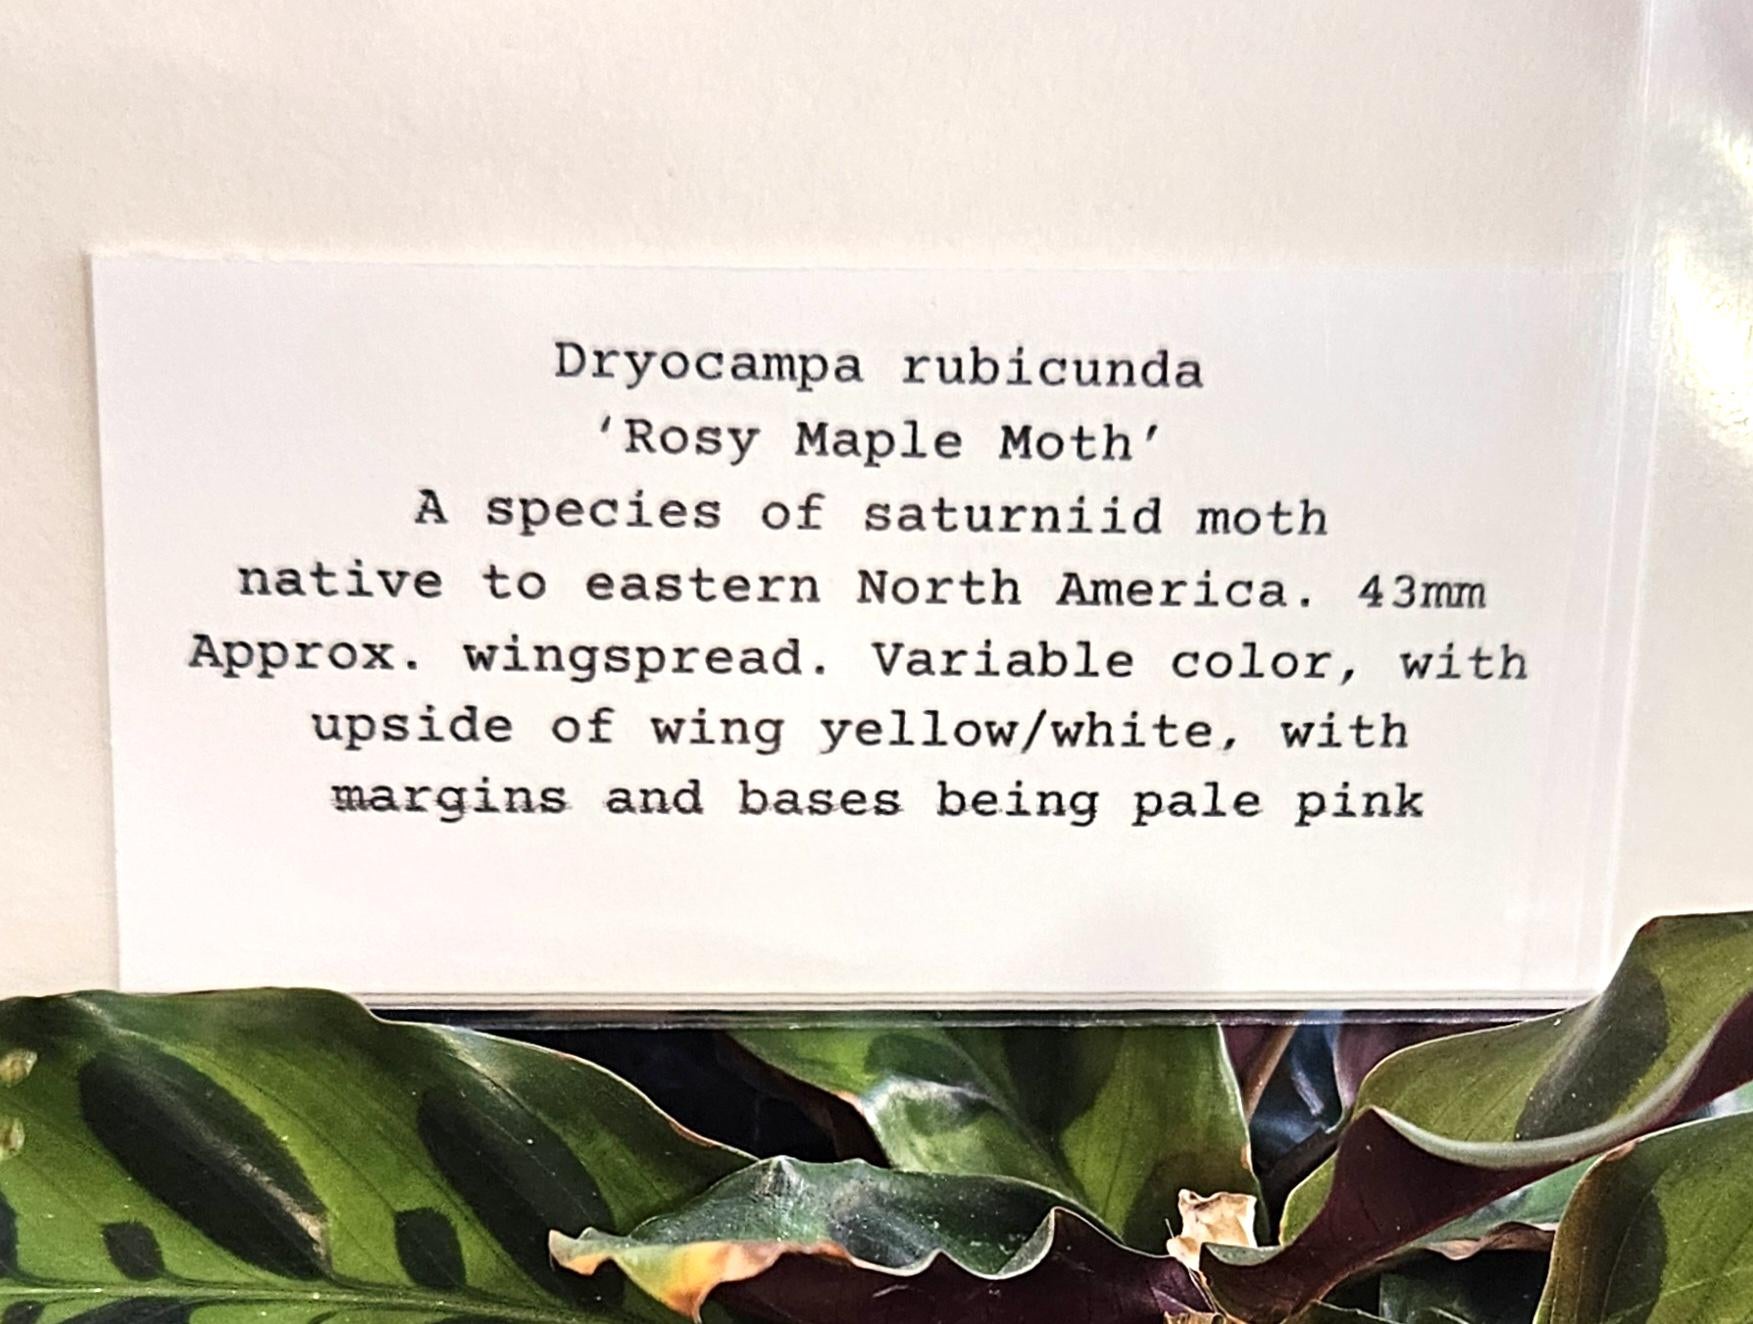 Dryocampa rubicunda
'Rosy Maple Moth'
A species of saturniid moth
native to eastern North America. 43mm
Approx. wingspread. Variable color, with
upside of wing yellow/white, with
margins and bases being pale pink